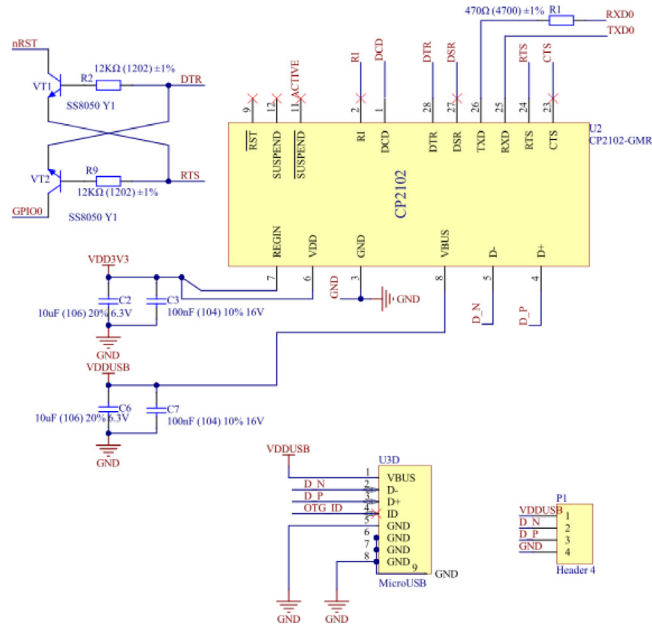 470Ω (4700) ±1%
R1
RXD0
TXD0
nRST
12KΩ (1202) ±1%
R2
DTR
VT1
SS8050 Y1
VT2
R9
RTS
12KΩ (1202) ±1%
GPIO0
SS8050 Y1
ACTIVE
RI
DCD
DTR
DSR
RTS
CTS
9
12
11
2
1
28
27
26
25
24
23
U2
CP2102-GMR
RST
SUSPEND
SUSPEND
RI
DCD
DTR
DSR
TXD
RXD
RTS
CTS
CP2102
REGIN
VDD
GND
VBUS
D-
D+
7
6
3
8
5
4
GND
GND
D_N
D_P
VDD3V3
C2
C3
10uF (106) 20% 6.3V
100nF (104) 10% 16V
GND
VDDUSB
C6
C7
10uF (106) 20% 6.3V
100nF (104) 10% 16V
GND
VDDUSB
U3D
1
VBUS
D_N
2
D-
D_P
3
D+
OTG_ID
4
ID
5
GND
6
GND
7
GND
8
GND
9
GND
MicroUSB
GND
GND
P1
VDDUSB
1
D_N
2
D_P
3
GND
4
Header 4